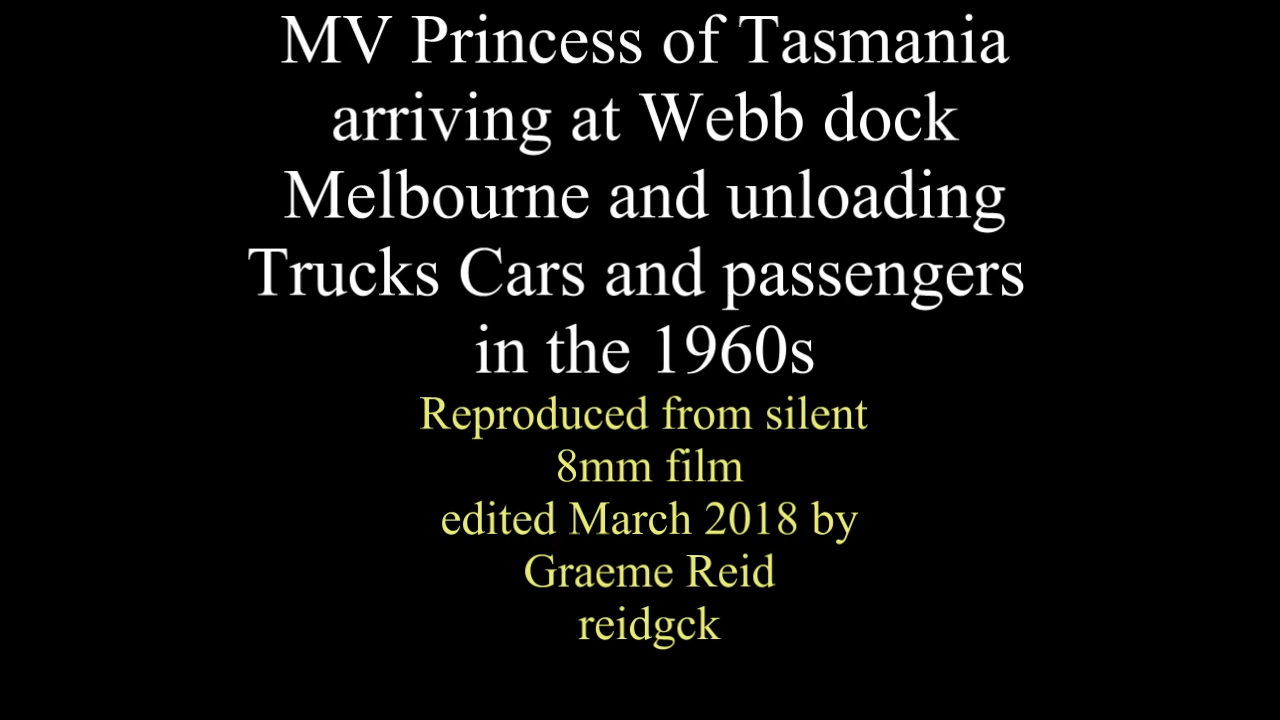 MV Princess of Tasmania
arriving at Webb dock
Melbourne and unloading
Trucks Cars and passengers
in the 1960s
Reproduced from silent
8mm film
edited March 2018 by
Graeme Reid
reidgck